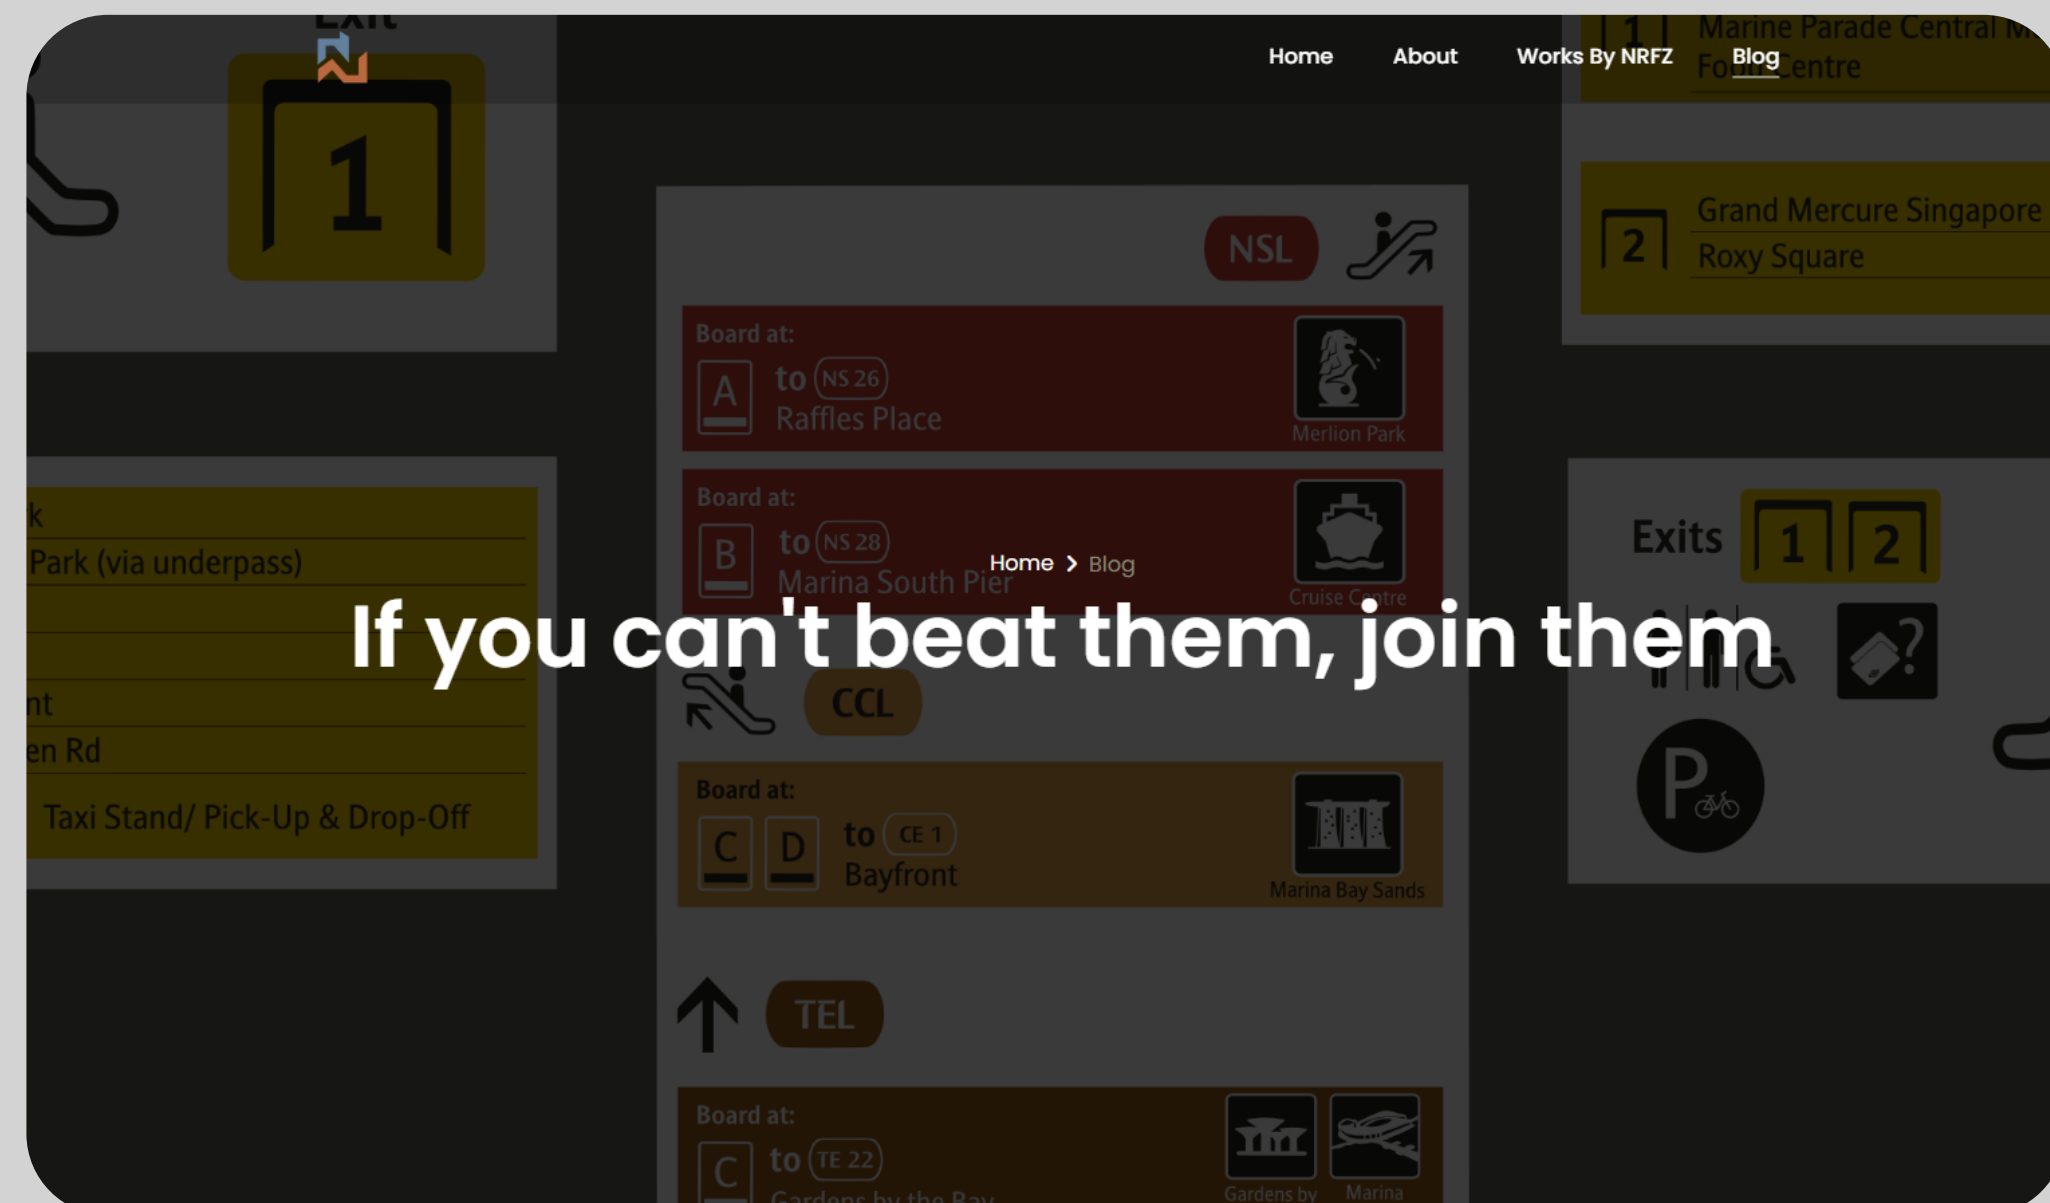 Exit
1
Home About Works By NRFZ Blog
1
Marine Parade Central
Food Centre
2
Grand Mercure Singapore
Roxy Square
NSL
Board at:
A to NS 26
Raffles Place
Merlion Park
Board at:
B to NS 28
Marina South Pier
Cruise Centre
Home > Blog
If you can't beat them, join them
k
Park (via underpass)
nt
en Rd
Taxi Stand/ Pick-Up & Drop-Off
Exits 1 2
?
P
CCL
Board at:
C D to CE 1
Bayfront
Marina Bay Sands
TEL
Board at:
C to TE 22
Gardens by the Bay
Gardens by
Marina